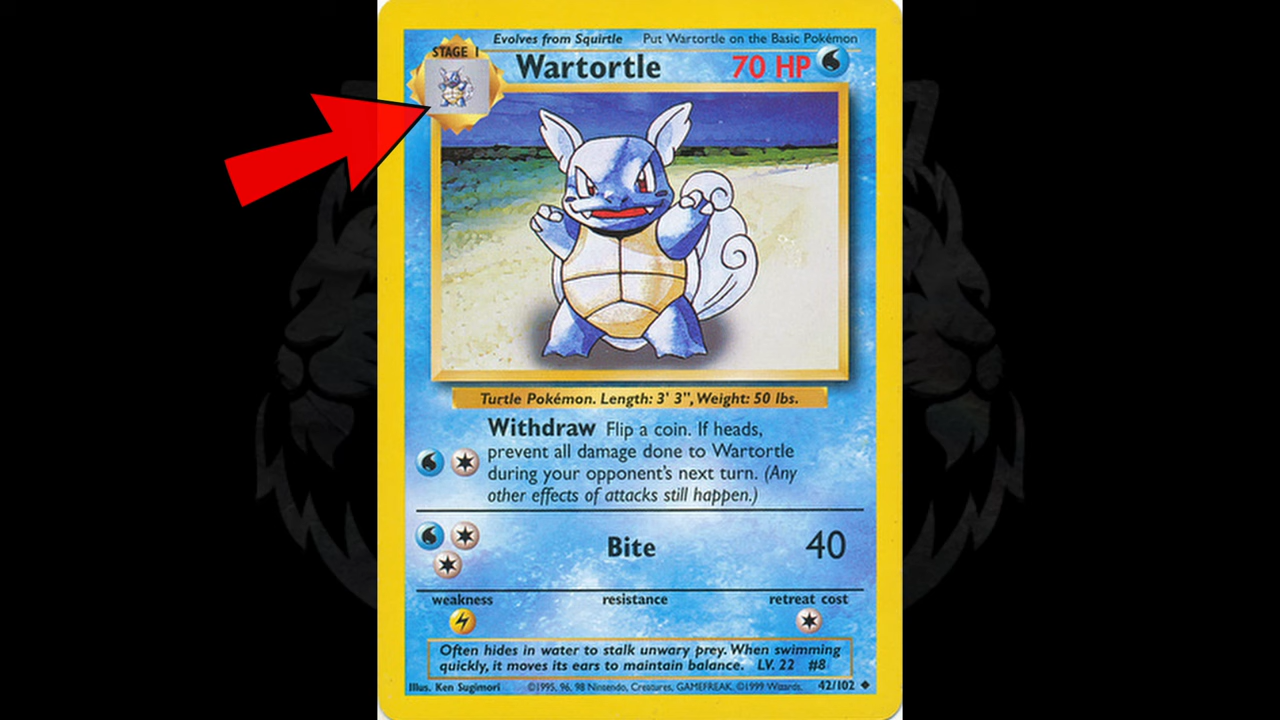 Evolves from Squirtle Put Wartortle on the Basic Pokémon
STAGE 1
Wartortle 70 HP
Turtle Pokémon. Length: 3' 3", Weight: 50 lbs.
Withdraw Flip a coin. If heads,
prevent all damage done to Wartortle
during your opponent's next turn. (Any
other effects of attacks still happen.)
Bite 40
weakness resistance retreat cost
Often hides in water to stalk unwary prey. When swimming
quickly, it moves its ears to maintain balance. LV. 22 #8
Illus. Ken Sugimori ©1995, 96, 98 Nintendo, Creatures, GAMEFREAK. ©1999 Wizards. 42/102